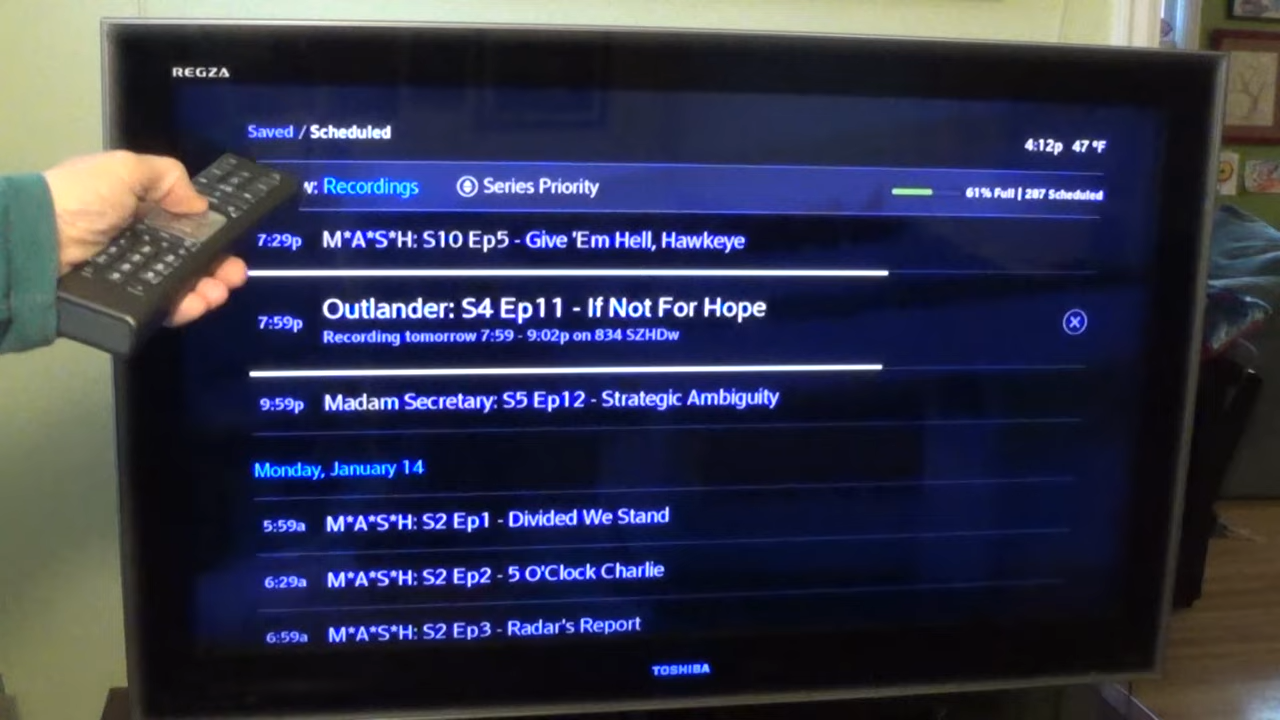 REGZA
Saved / Scheduled
4:12p 47 °F
w: Recordings
Series Priority
61% Full | 287 Scheduled
7:29p M*A*S*H: S10 Ep5 - Give 'Em Hell, Hawkeye
7:59p Outlander: S4 Ep11 - If Not For Hope
Recording tomorrow 7:59 - 9:02p on 834 SZHDw
9:59p Madam Secretary: S5 Ep12 - Strategic Ambiguity
Monday, January 14
5:59a M*A*S*H: S2 Ep1 - Divided We Stand
6:29a M*A*S*H: S2 Ep2 - 5 O'Clock Charlie
6:59a M*A*S*H: S2 Ep3 - Radar's Report
TOSHIBA